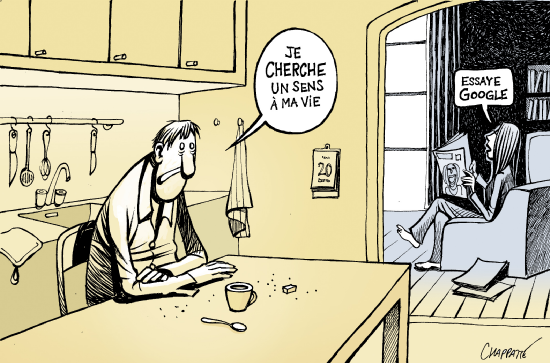 JE
CHERCHE
UN SENS
À MA VIE
ESSAYE
GOOGLE
20
CHAPPATTE